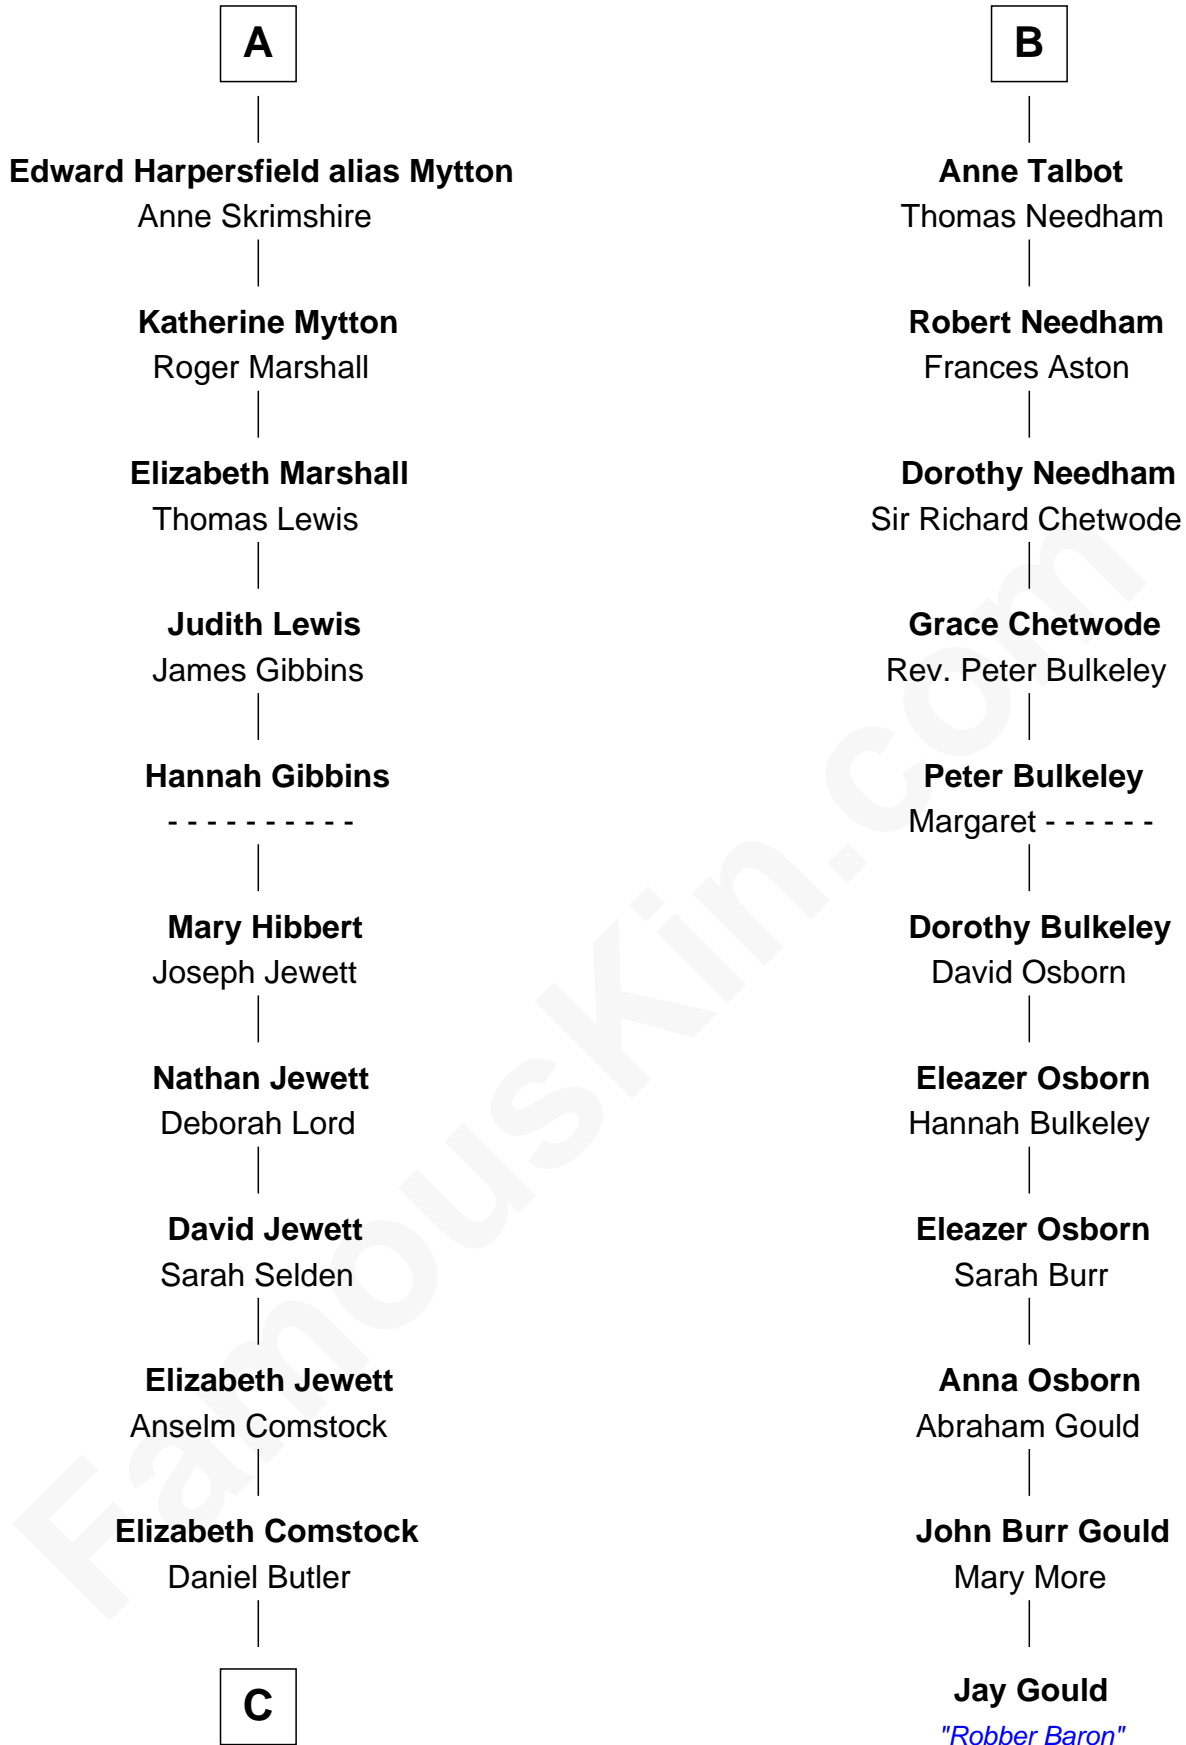 A
Edward Harpersfield alias Mytton
Anne Skrimshire
Katherine Mytton
Roger Marshall
Elizabeth Marshall
Thomas Lewis
Judith Lewis
James Gibbins
Hannah Gibbins
- - - - - - - - - -
Mary Hibbert
Joseph Jewett
Nathan Jewett
Deborah Lord
David Jewett
Sarah Selden
Elizabeth Jewett
Anselm Comstock
Elizabeth Comstock
Daniel Butler
C
B
Anne Talbot
Thomas Needham
Robert Needham
Frances Aston
Dorothy Needham
Sir Richard Chetwode
Grace Chetwode
Rev. Peter Bulkeley
Peter Bulkeley
Margaret - - - - - -
Dorothy Bulkeley
David Osborn
Eleazer Osborn
Hannah Bulkeley
Eleazer Osborn
Sarah Burr
Anna Osborn
Abraham Gould
John Burr Gould
Mary More
Jay Gould
"Robber Baron"
FamousKin.com